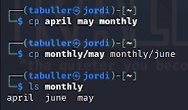 ┌──(tabuller㉿jordi)-[~]
└─$ cp april may monthly
┌──(tabuller㉿jordi)-[~]
└─$ cp monthly/may monthly/june
┌──(tabuller㉿jordi)-[~]
└─$ ls monthly
april june may